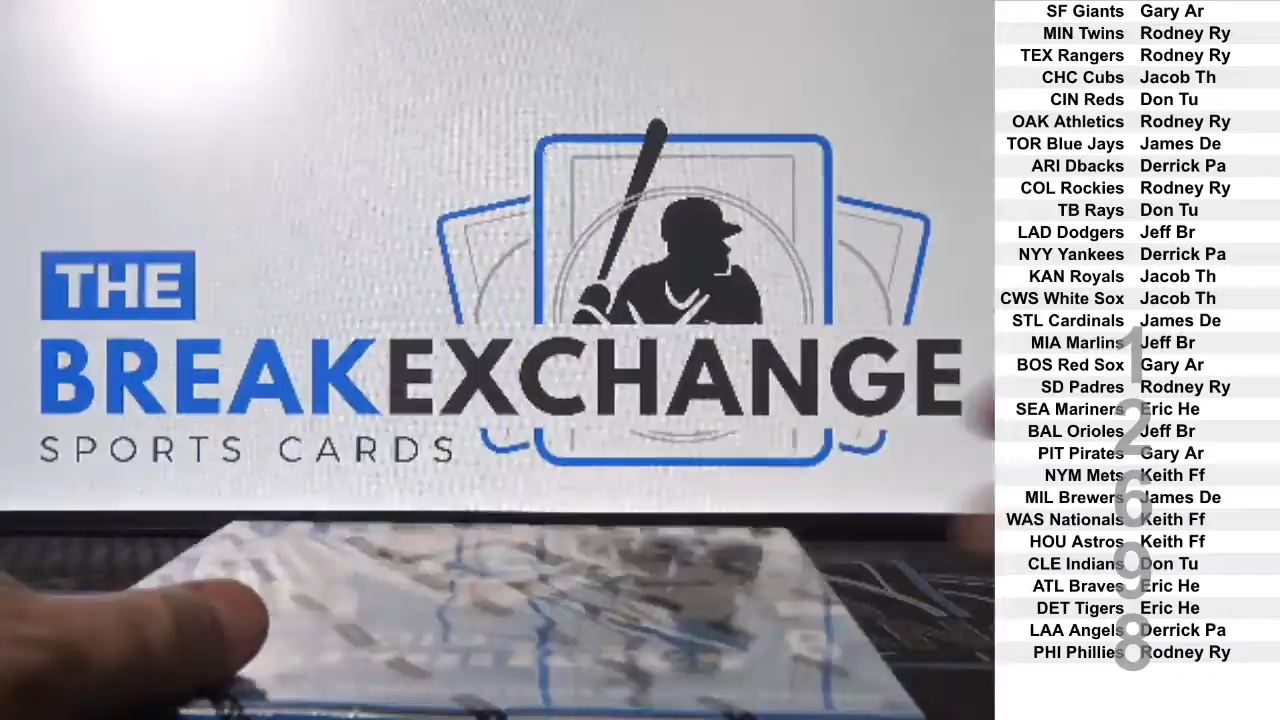 THE
BREAKEXCHANGE
SPORTS CARDS
SF Giants Gary Ar
MIN Twins Rodney Ry
TEX Rangers Rodney Ry
CHC Cubs Jacob Th
CIN Reds Don Tu
OAK Athletics Rodney Ry
TOR Blue Jays James De
ARI Dbacks Derrick Pa
COL Rockies Rodney Ry
TB Rays Don Tu
LAD Dodgers Jeff Br
NYY Yankees Derrick Pa
KAN Royals Jacob Th
CWS White Sox Jacob Th
STL Cardinals James De
MIA Marlins Jeff Br
BOS Red Sox Gary Ar
SD Padres Rodney Ry
SEA Mariners Eric He
BAL Orioles Jeff Br
PIT Pirates Gary Ar
NYM Mets Keith Ff
MIL Brewers James De
WAS Nationals Keith Ff
HOU Astros Keith Ff
CLE Indians Don Tu
ATL Braves Eric He
DET Tigers Eric He
LAA Angels Derrick Pa
PHI Phillies Rodney Ry
1
2
6
9
8